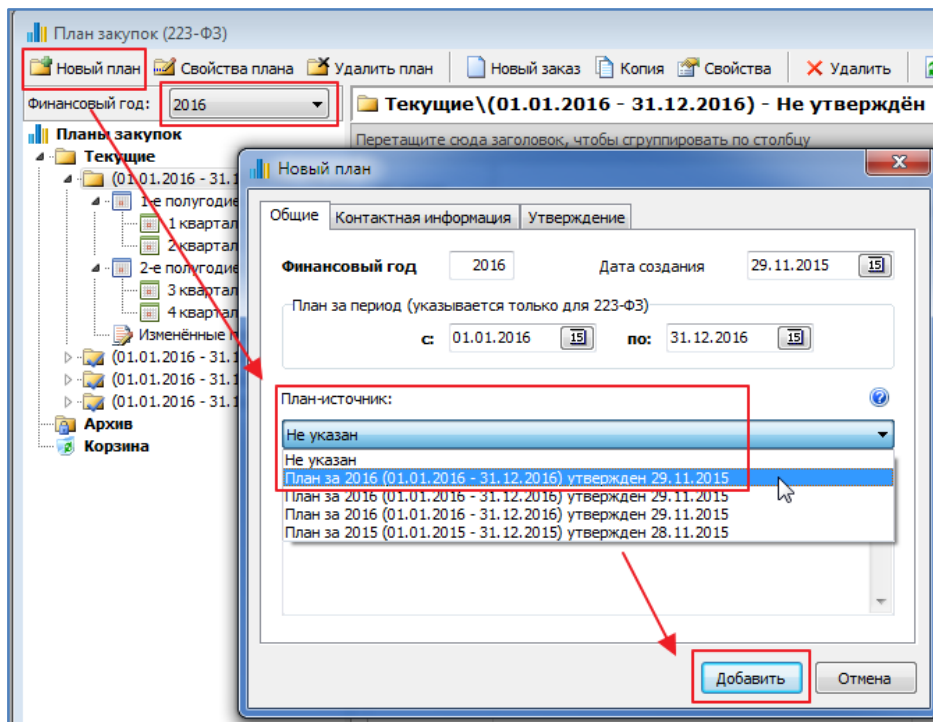 План закупок (223-ФЗ)
Новый план Свойства плана Удалить план Новый заказ Копия Свойства Удалить
Финансовый год: 2016
Текущие\(01.01.2016 - 31.12.2016) - Не утверждён
Перетащите сюда заголовок, чтобы сгруппировать по столбцу
Планы закупок
Текущие
(01.01.2016 - 31.1
1-е полугодие
1 квартал
2 квартал
2-е полугодие
3 квартал
4 квартал
Изменённые
(01.01.2016 - 31.1
(01.01.2016 - 31.1
(01.01.2016 - 31.1
Архив
Корзина
Новый план
Общие Контактная информация Утверждение
Финансовый год 2016 Дата создания 29.11.2015 15
План за период (указывается только для 223-ФЗ)
с: 01.01.2016 15 по: 31.12.2016 15
План-источник:
Не указан
Не указан
План за 2016 (01.01.2016 - 31.12.2016) утвержден 29.11.2015
План за 2016 (01.01.2016 - 31.12.2016) утвержден 29.11.2015
План за 2016 (01.01.2016 - 31.12.2016) утвержден 29.11.2015
План за 2015 (01.01.2015 - 31.12.2015) утвержден 28.11.2015
Добавить Отмена